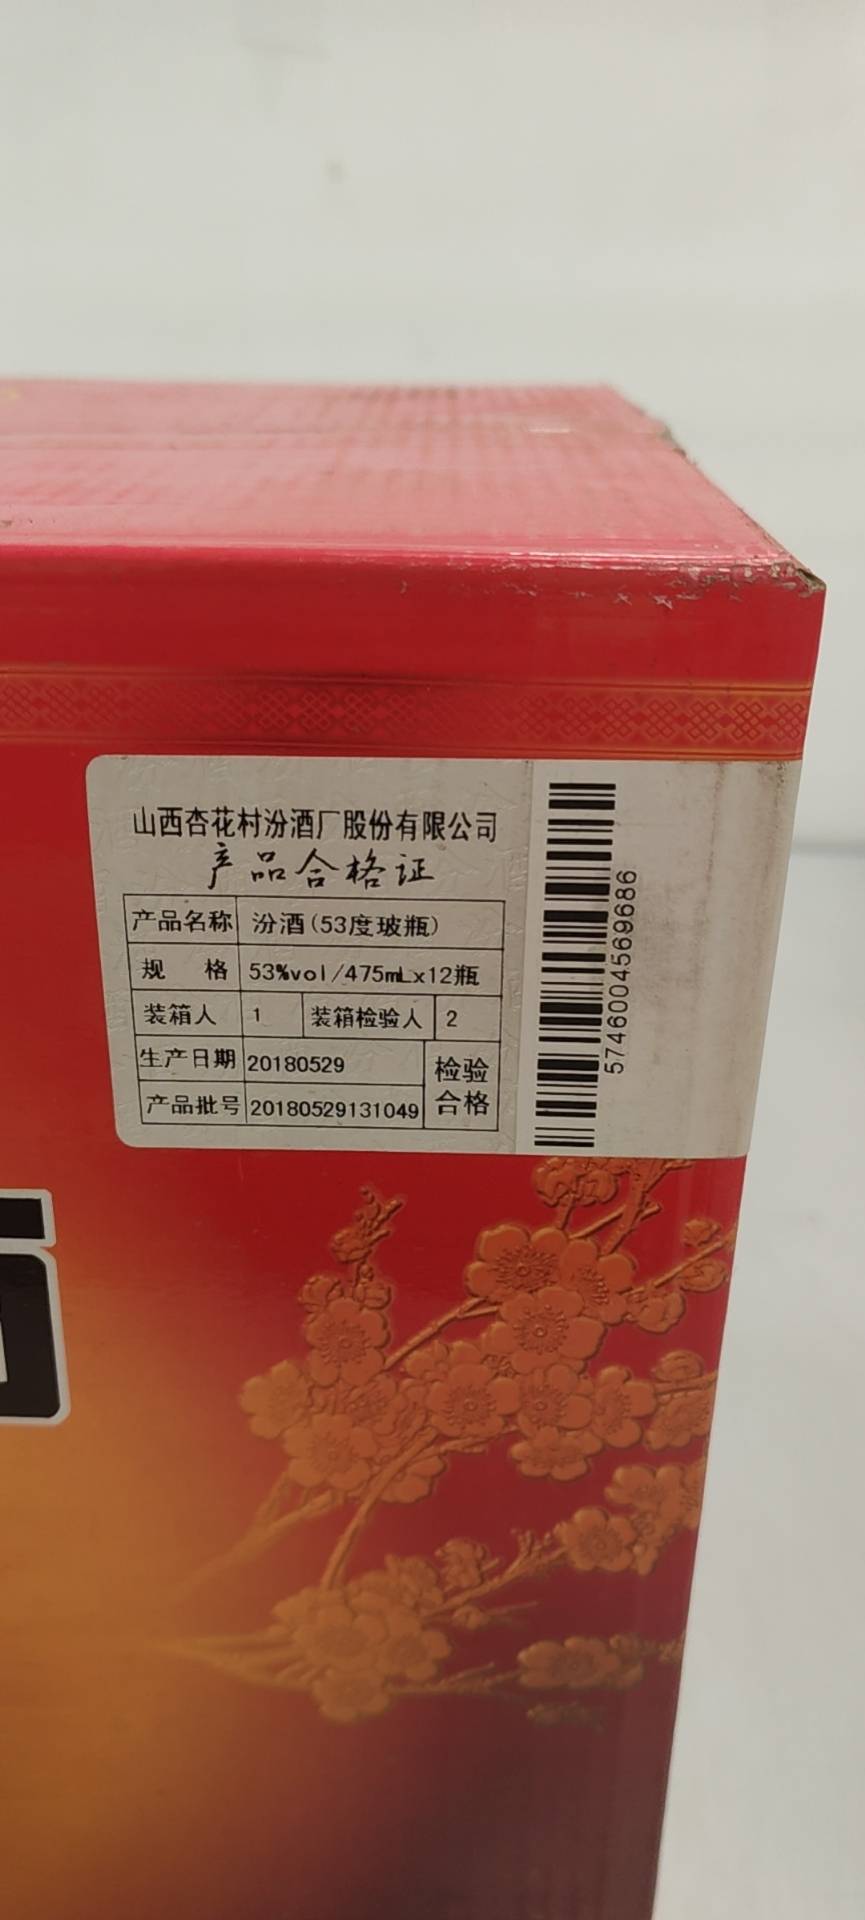 山西杏花村汾酒厂股份有限公司
产品合格证
产品名称 汾酒(53度玻瓶)
规 格 53%vol/475mLx12瓶
装箱人 1 装箱检验人 2
生产日期 20180529
检验合格
产品批号 20180529131049
5746004569686